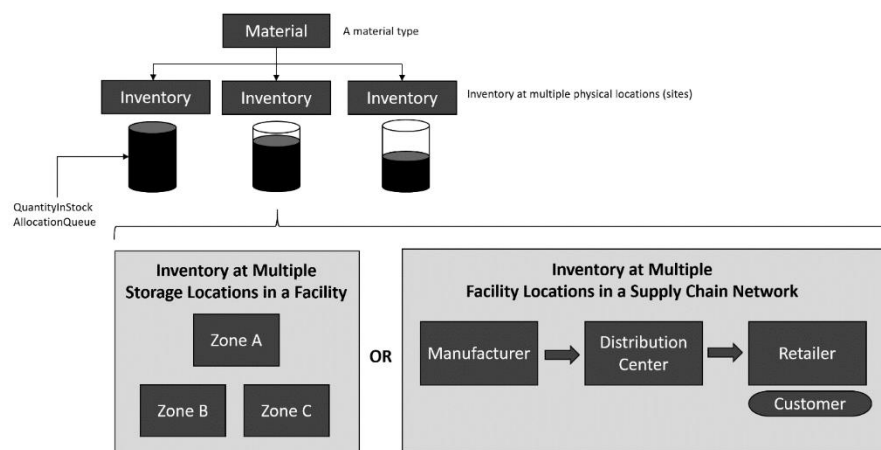 Material
A material type
Inventory
Inventory
Inventory
Inventory at multiple physical locations (sites)
QuantityInStock
AllocationQueue
Inventory at Multiple
Storage Locations in a Facility
Zone A
Zone B
Zone C
OR
Inventory at Multiple
Facility Locations in a Supply Chain Network
Manufacturer
Distribution
Center
Retailer
Customer